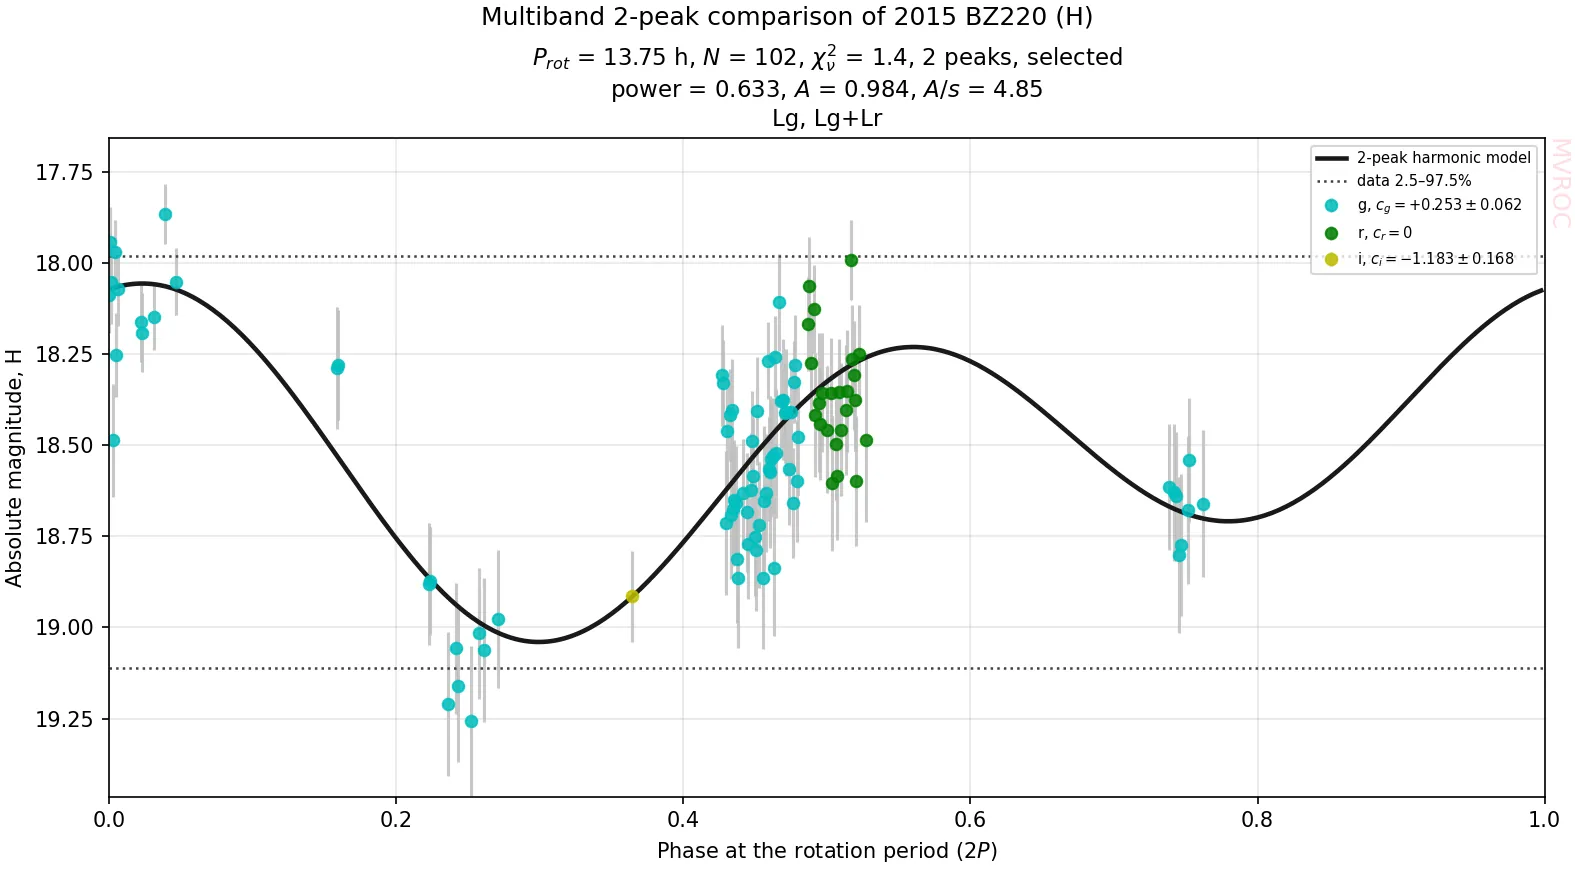 Multiband 2-peak comparison of 2015 BZ220 (H)
P_rot = 13.75 h, N = 102, χ²_ν = 1.4, 2 peaks, selected
power = 0.633, A = 0.984, A/s = 4.85
Lg, Lg+Lr
2-peak harmonic model
data 2.5–97.5%
g, c_g = +0.253 ± 0.062
r, c_r = 0
i, c_i = −1.183 ± 0.168
MVROC
Absolute magnitude, H
17.75
18.00
18.25
18.50
18.75
19.00
19.25
0.0 0.2 0.4 0.6 0.8 1.0
Phase at the rotation period (2P)